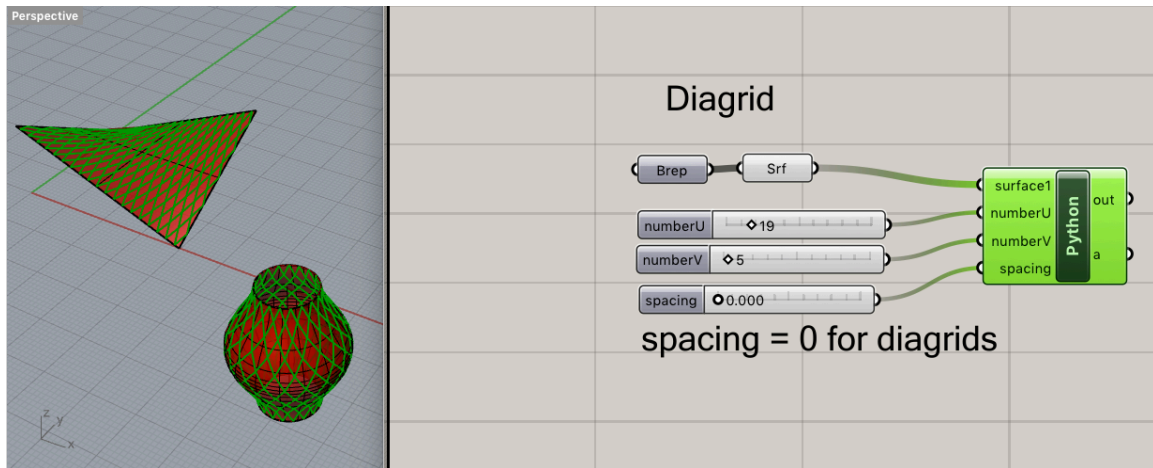 Perspective
z
y
x
Diagrid
Brep
Srf
surface1
numberU
numberV
spacing
Python
out
a
numberU 19
numberV 5
spacing 0.000
spacing = 0 for diagrids